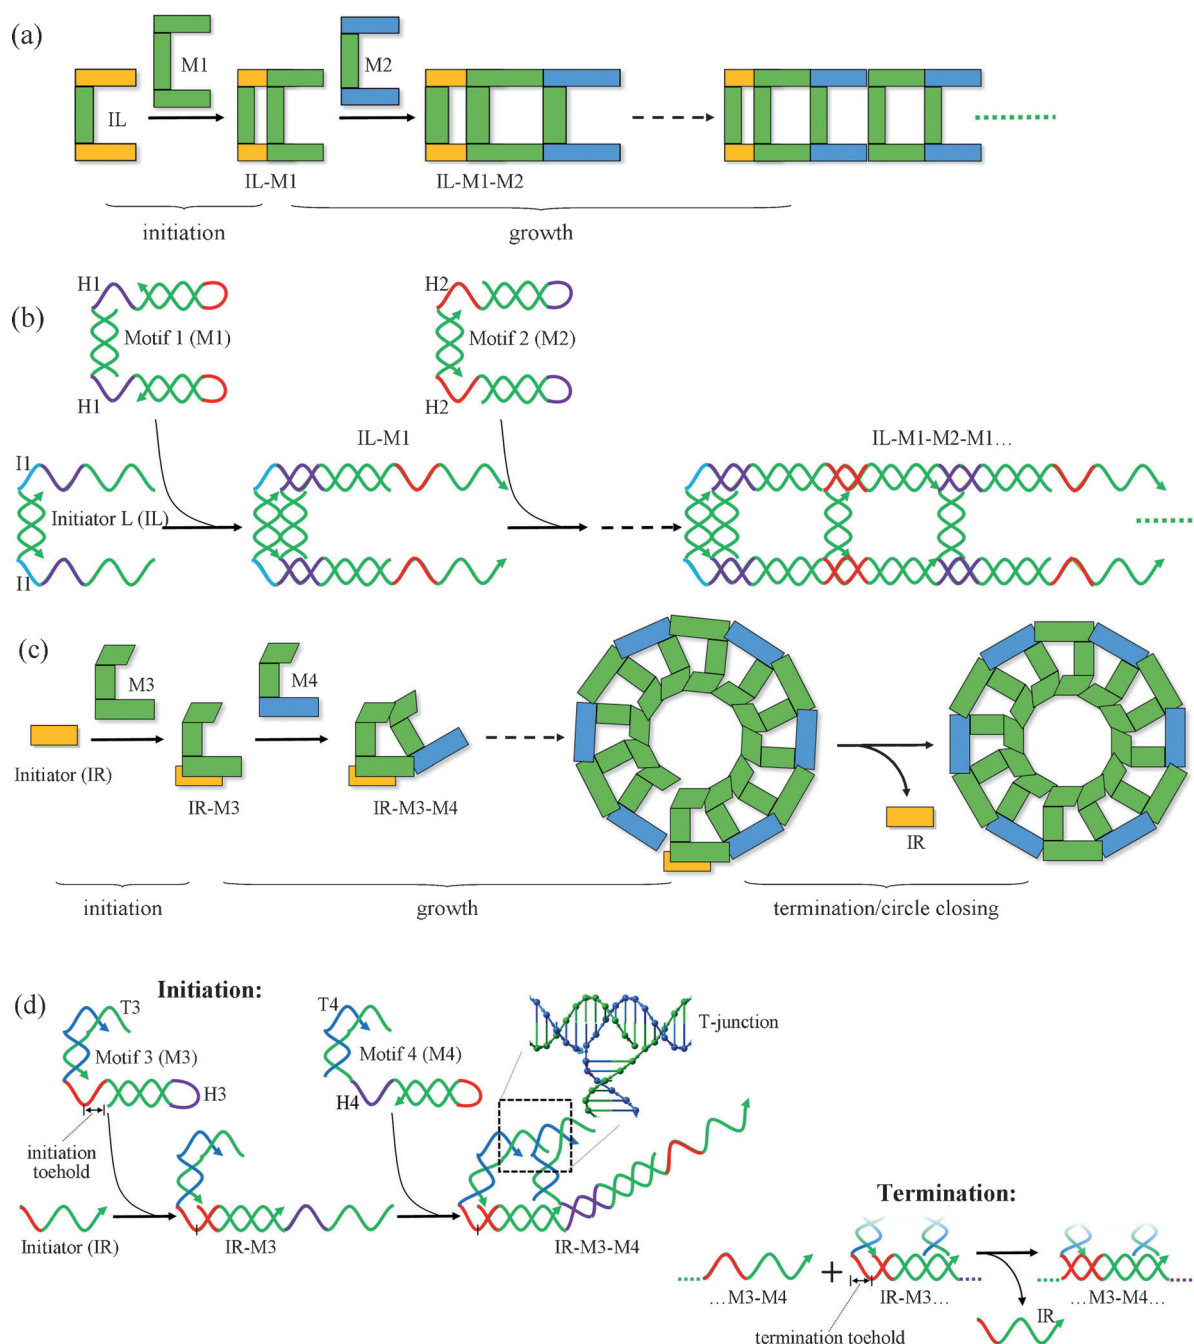 (a)
M1
M2
IL
IL-M1
IL-M1-M2
initiation
growth
(b)
H1
Motif 1 (M1)
H1
H2
Motif 2 (M2)
H2
IL-M1
IL-M1-M2-M1...
I1
Initiator L (IL)
I1
(c)
M3
M4
Initiator (IR)
IR-M3
IR-M3-M4
IR
initiation
growth
termination/circle closing
(d)
Initiation:
T3
Motif 3 (M3)
H3
initiation
toehold
T4
Motif 4 (M4)
H4
T-junction
Initiator (IR)
IR-M3
IR-M3-M4
Termination:
...M3-M4
+
IR-M3...
...M3-M4...
IR
termination toehold